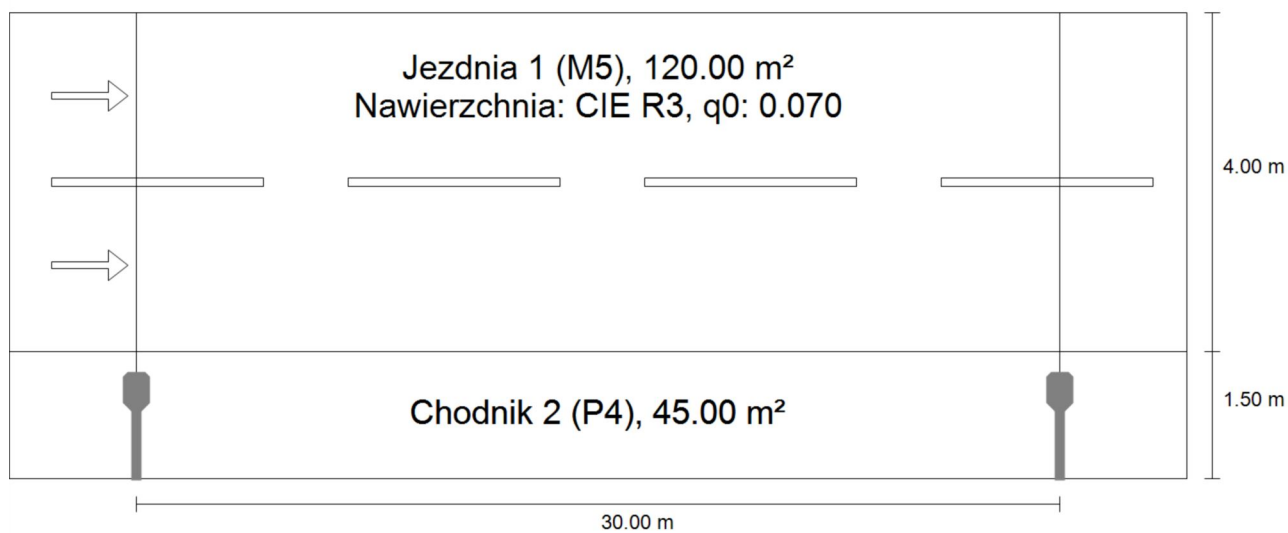 Jezdnia 1 (M5), 120.00 m²
Nawierzchnia: CIE R3, q0: 0.070
4.00 m
Chodnik 2 (P4), 45.00 m²
1.50 m
30.00 m